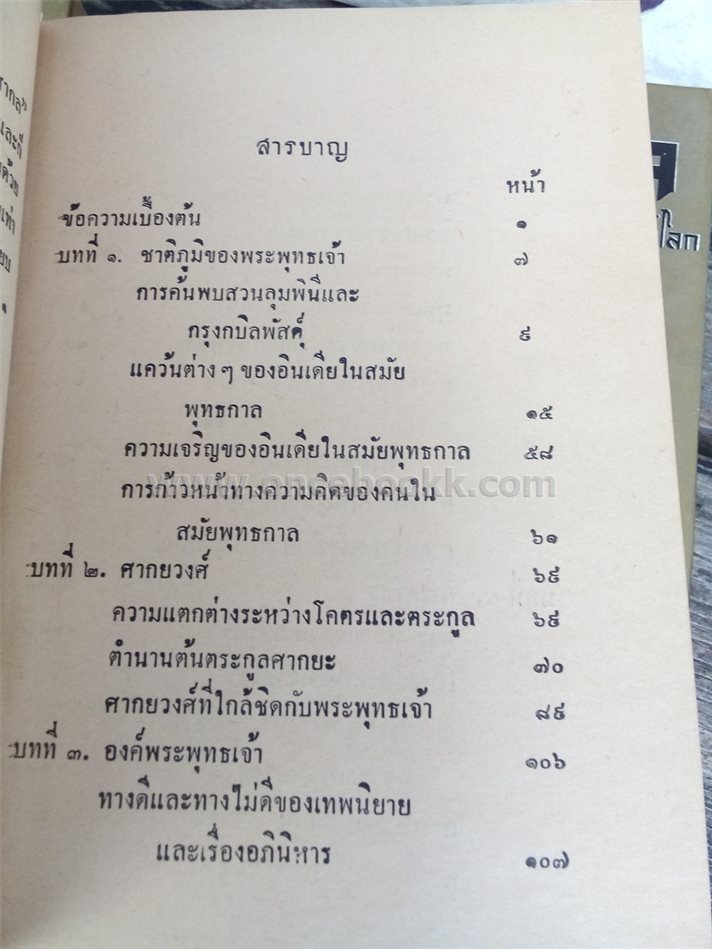 สารบาญ
หน้า
ข้อความเบื้องต้น ๑
บทที่ ๑. ชาติภูมิของพระพุทธเจ้า ๗
การค้นพบสวนลุมพินีและ
กรุงกบิลพัสดุ์ ๙
แคว้นต่าง ๆ ของอินเดียในสมัย
พุทธกาล ๑๕
ความเจริญของอินเดียในสมัยพุทธกาล ๕๘
การก้าวหน้าทางความคิดของคนใน
สมัยพุทธกาล ๖๑
บทที่ ๒. ศากยวงศ์ ๖๙
ความแตกต่างระหว่างโคตรและตระกูล ๖๙
ตำนานต้นตระกูลศากยะ ๗๐
ศากยวงศ์ที่ใกล้ชิดกับพระพุทธเจ้า ๘๙
บทที่ ๓. องค์พระพุทธเจ้า ๑๐๖
ทางดีและทางไม่ดีของเทพนิยาย
และเรื่องอภินิหาร ๑๐๗